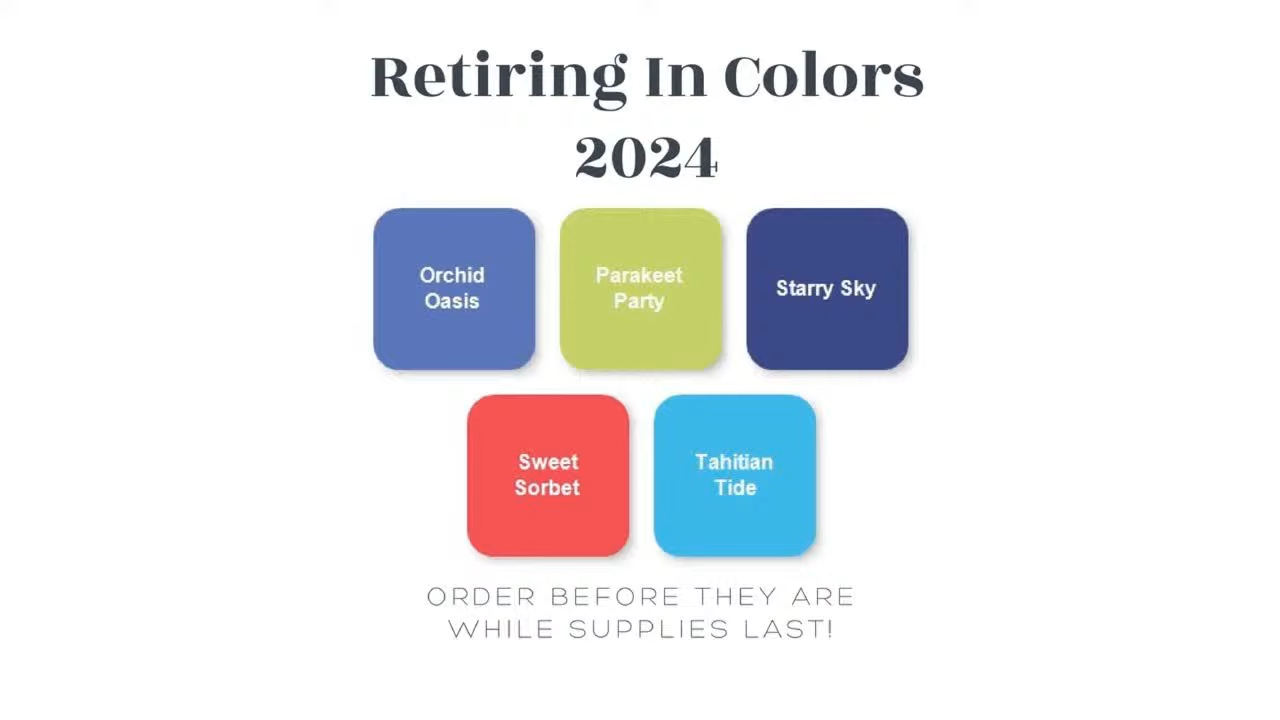 Retiring In Colors
2024
Orchid
Oasis
Parakeet
Party
Starry Sky
Sweet
Sorbet
Tahitian
Tide
ORDER BEFORE THEY ARE
WHILE SUPPLIES LAST!